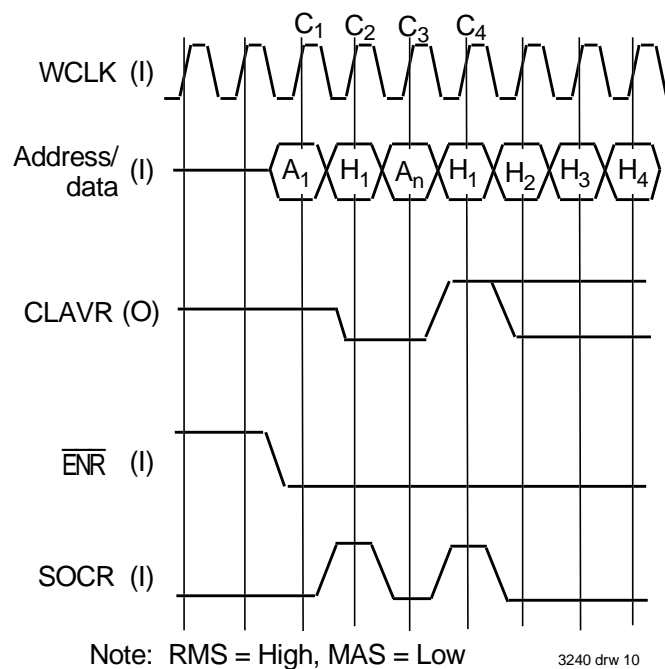 C₁ C₂ C₃ C₄
WCLK (I)
Address/
data (I)
A₁ H₁ Aₙ H₁ H₂ H₃ H₄
CLAVR (O)
E̅N̅R̅ (I)
SOCR (I)
Note: RMS = High, MAS = Low
3240 drw 10